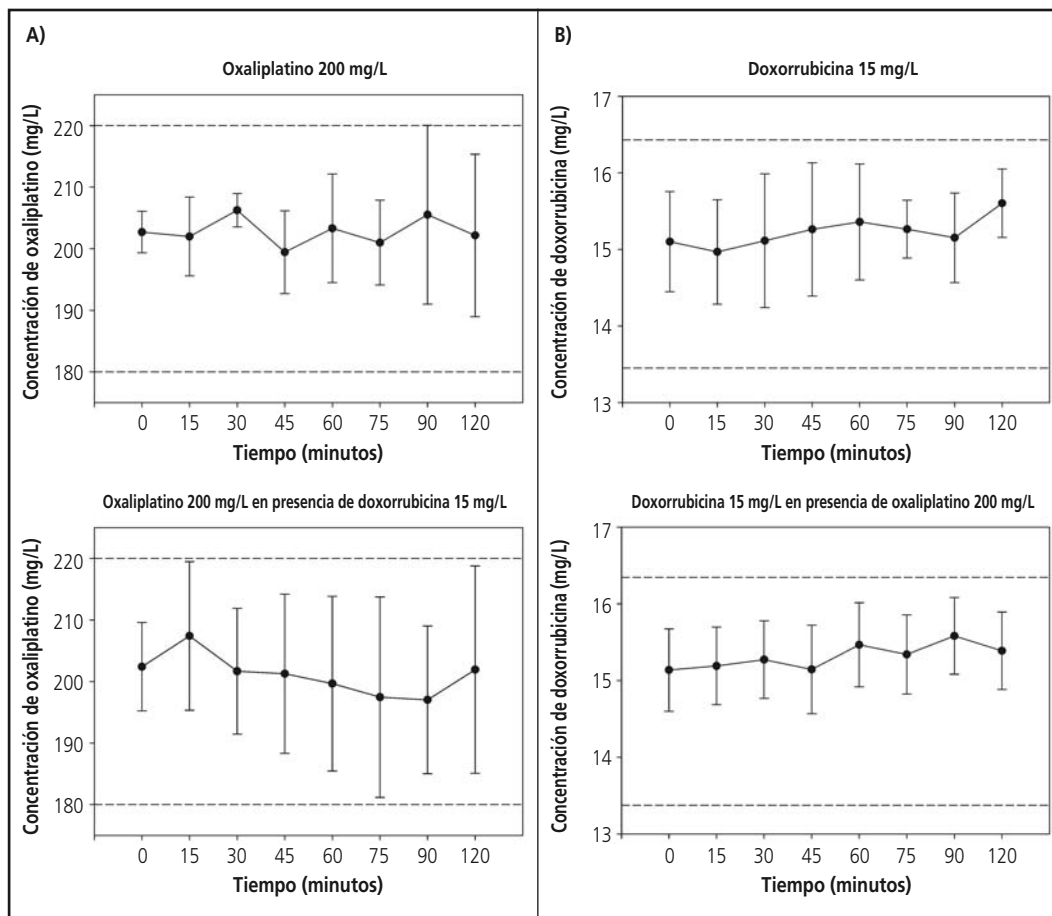 A)
Oxaliplatino 200 mg/L
Concentración de oxaliplatino (mg/L)
220
210
200
190
180
0 15 30 45 60 75 90 120
Tiempo (minutos)
Oxaliplatino 200 mg/L en presencia de doxorrubicina 15 mg/L
Concentración de oxaliplatino (mg/L)
220
210
200
190
180
0 15 30 45 60 75 90 120
Tiempo (minutos)
B)
Doxorrubicina 15 mg/L
Concentración de doxorrubicina (mg/L)
17
16
15
14
13
0 15 30 45 60 75 90 120
Tiempo (minutos)
Doxorrubicina 15 mg/L en presencia de oxaliplatino 200 mg/L
Concentración de doxorrubicina (mg/L)
17
16
15
14
13
0 15 30 45 60 75 90 120
Tiempo (minutos)